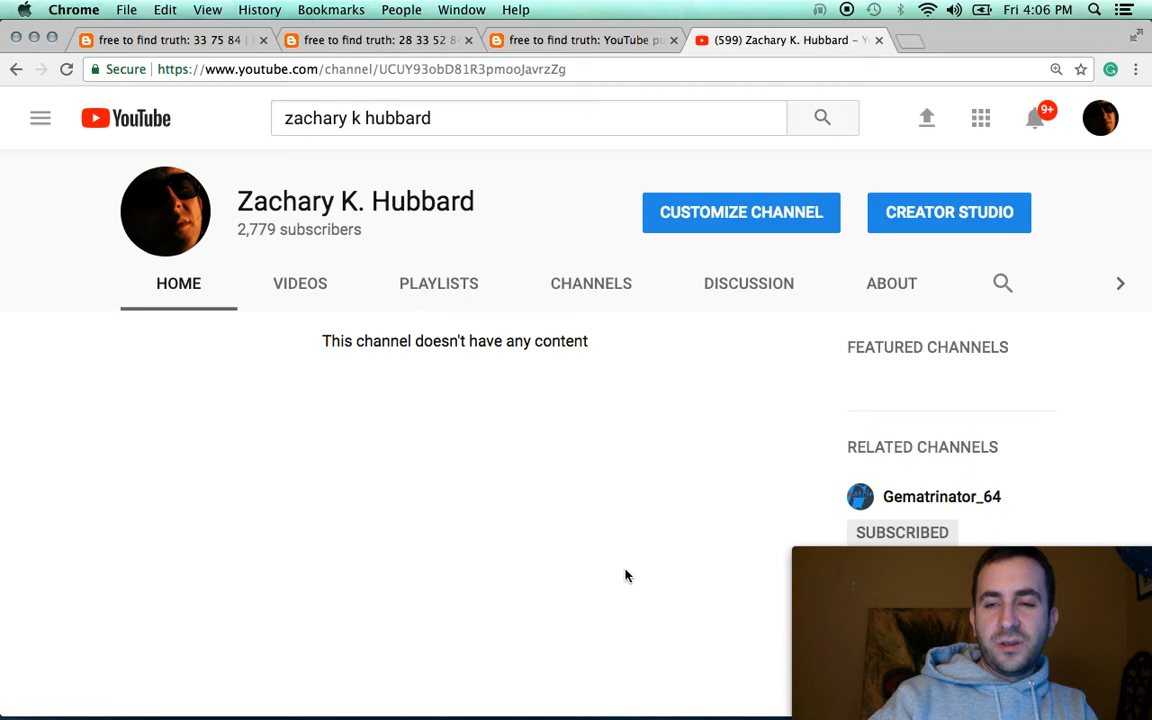 Chrome File Edit View History Bookmarks People Window Help Fri 4:06 PM
free to find truth: 33 75 84 | free to find truth: 28 33 52 8 free to find truth: YouTube pu (599) Zachary K. Hubbard - Y
Secure https://www.youtube.com/channel/UCUY93obD81R3pmooJavrzZg
YouTube zachary k hubbard 9+
Zachary K. Hubbard
2,779 subscribers
CUSTOMIZE CHANNEL CREATOR STUDIO
HOME VIDEOS PLAYLISTS CHANNELS DISCUSSION ABOUT
This channel doesn't have any content
FEATURED CHANNELS
RELATED CHANNELS
Gematrinator_64
SUBSCRIBED